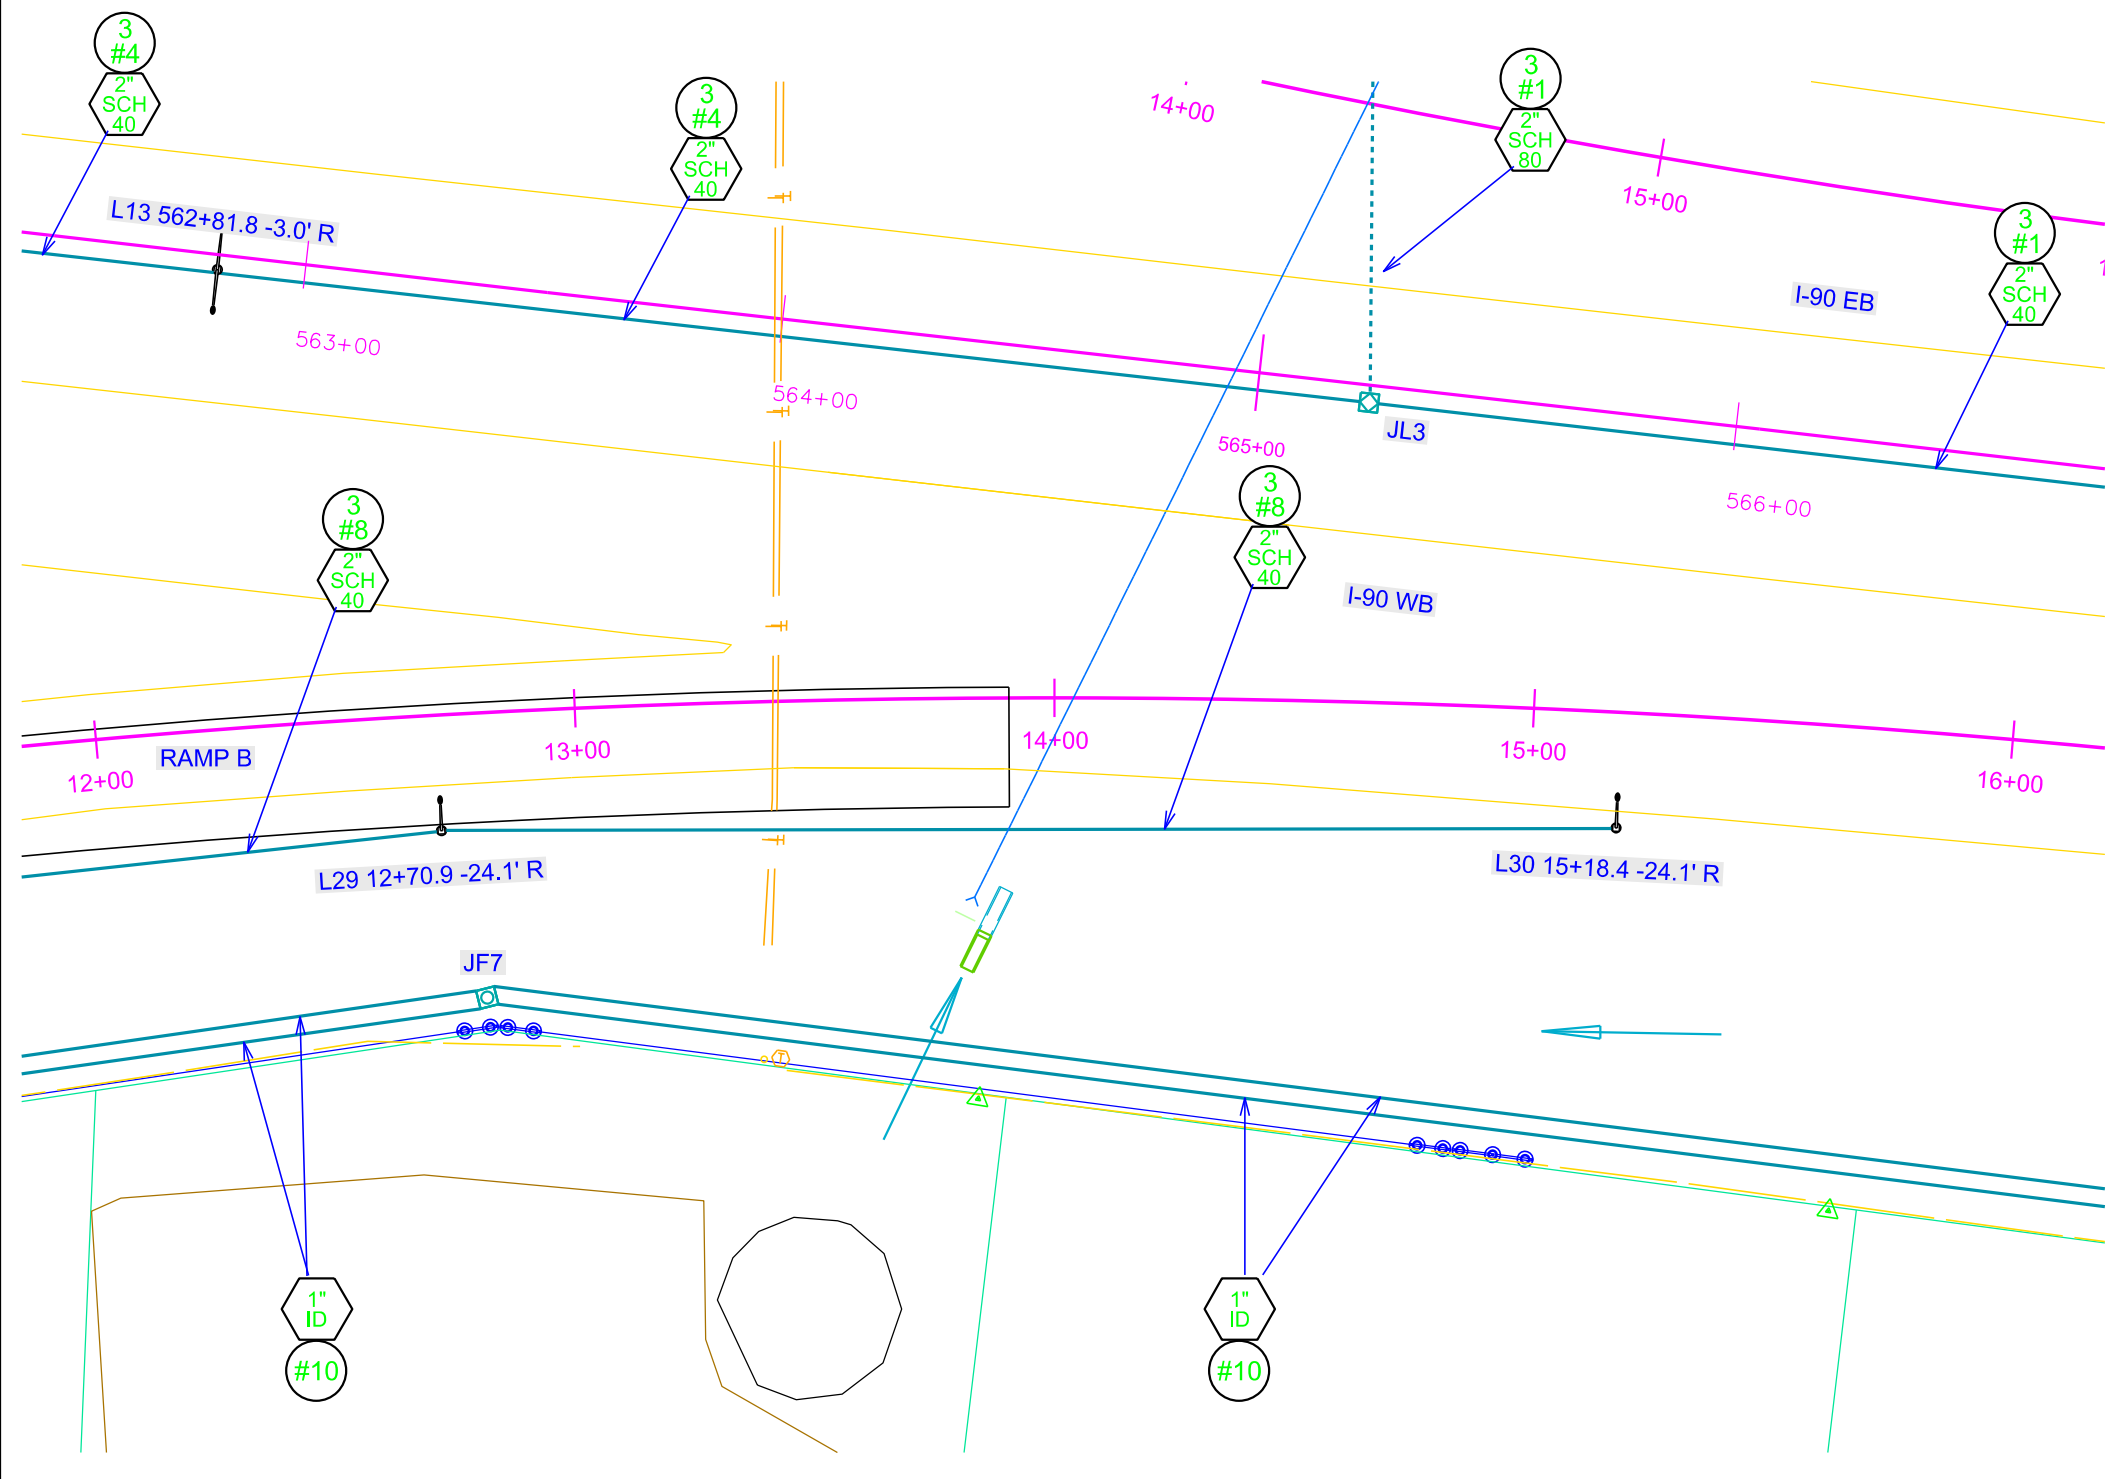 3
#4
2"
SCH
40
3
#4
2"
SCH
40
14+00
3
#1
2"
SCH
80
15+00
3
#1
2"
SCH
40
L13 562+81.8 -3.0' R
I-90 EB
563+00
564+00
565+00
JL3
566+00
3
#8
2"
SCH
40
3
#8
2"
SCH
40
I-90 WB
RAMP B
12+00
13+00
14+00
15+00
16+00
L29 12+70.9 -24.1' R
L30 15+18.4 -24.1' R
JF7
1"
ID
#10
1"
ID
#10